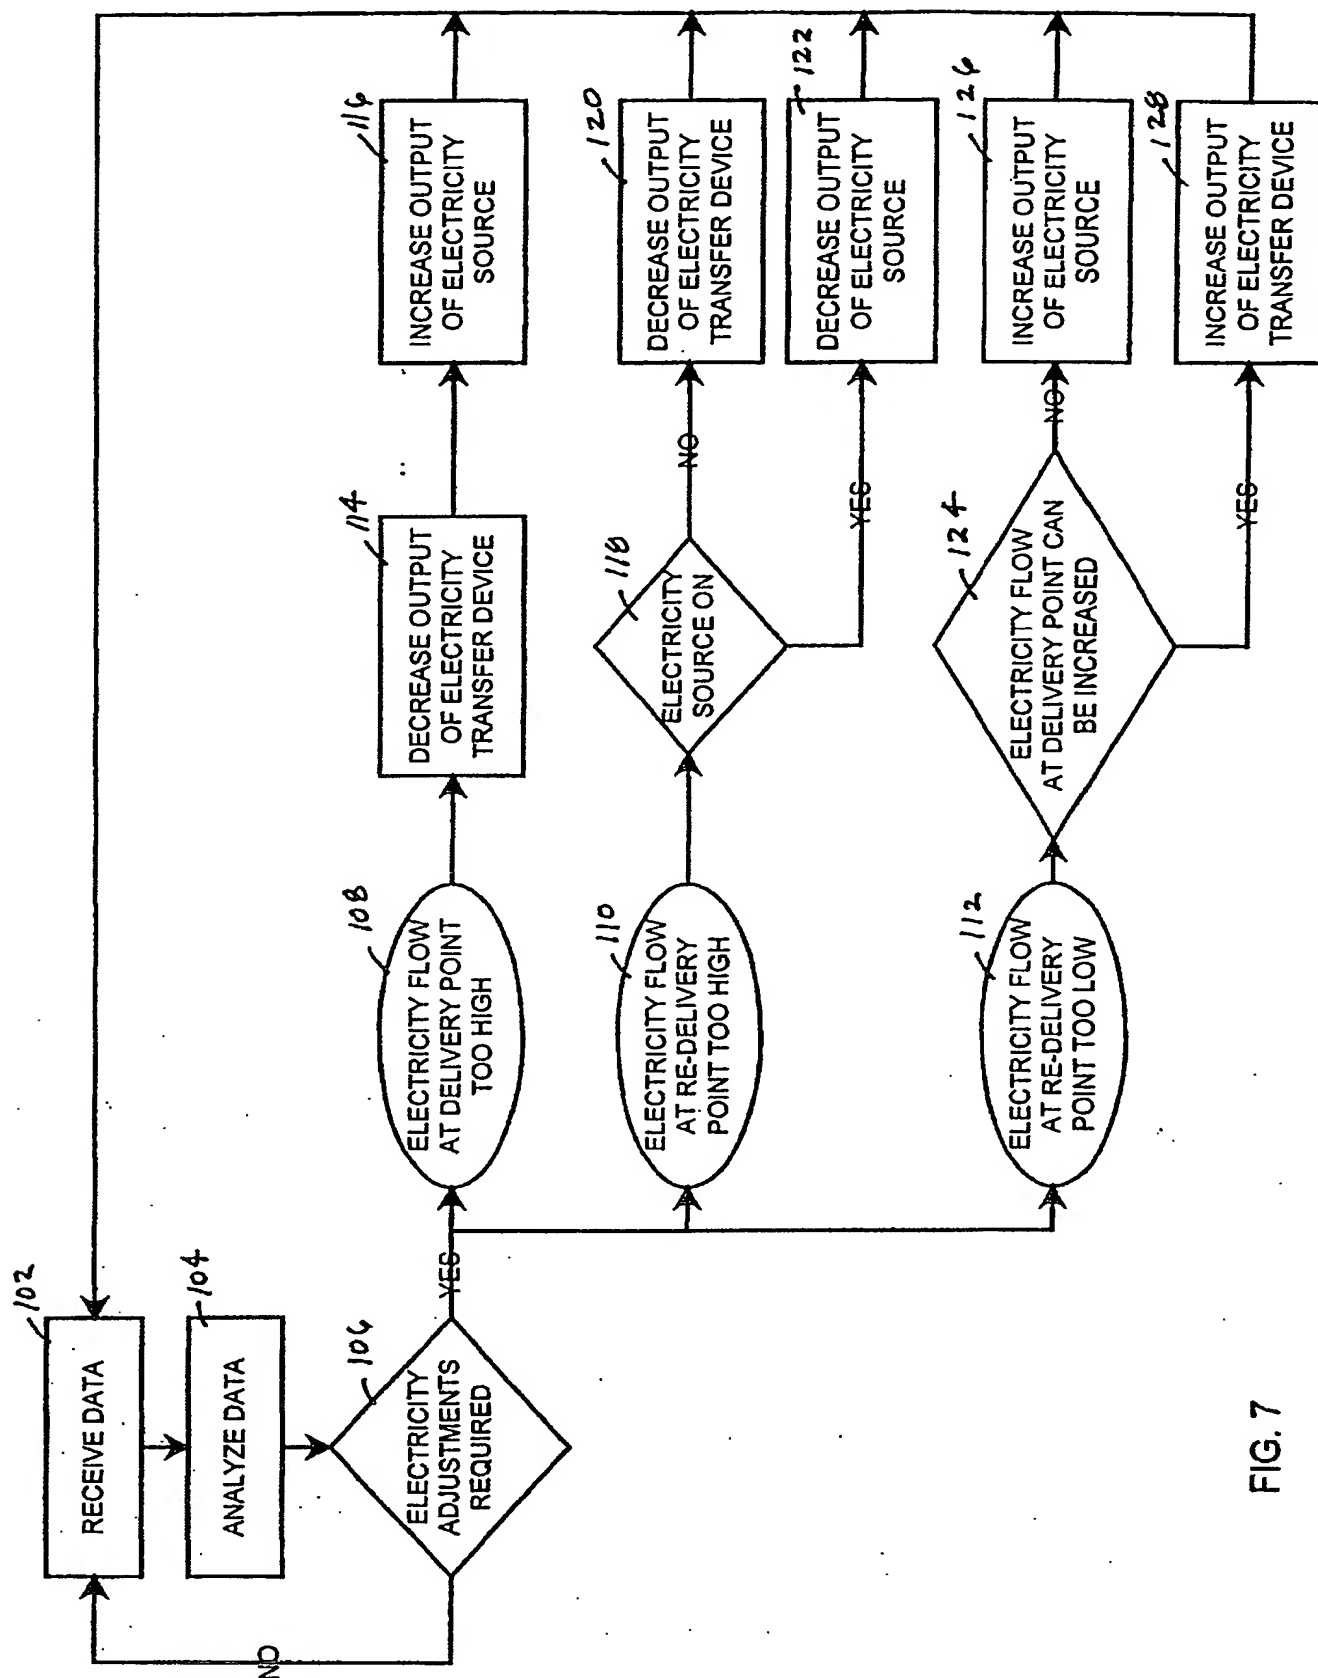 102
RECEIVE DATA
104
ANALYZE DATA
106
ELECTRICITY
ADJUSTMENTS
REQUIRED
NO
YES
108
ELECTRICITY FLOW
AT DELIVERY POINT
TOO HIGH
114
DECREASE OUTPUT
OF ELECTRICITY
TRANSFER DEVICE
116
INCREASE OUTPUT
OF ELECTRICITY
SOURCE
110
ELECTRICITY FLOW
AT RE-DELIVERY
POINT TOO HIGH
118
ELECTRICITY
SOURCE ON
NO
120
DECREASE OUTPUT
OF ELECTRICITY
TRANSFER DEVICE
YES
122
DECREASE OUTPUT
OF ELECTRICITY
SOURCE
112
ELECTRICITY FLOW
AT RE-DELIVERY
POINT TOO LOW
124
ELECTRICITY FLOW
AT DELIVERY POINT CAN
BE INCREASED
NO
126
INCREASE OUTPUT
OF ELECTRICITY
SOURCE
YES
128
INCREASE OUTPUT
OF ELECTRICITY
TRANSFER DEVICE
FIG. 7